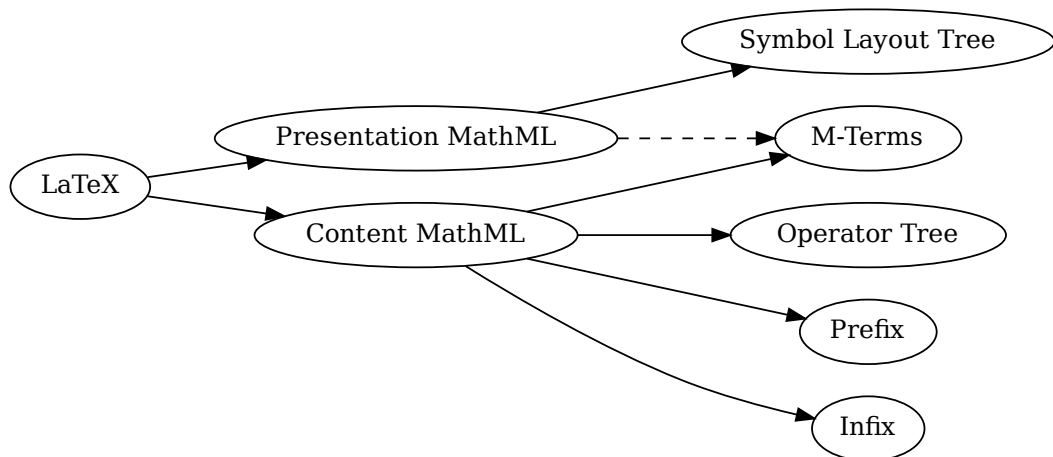 Symbol Layout Tree
Presentation MathML
M-Terms
LaTeX
Content MathML
Operator Tree
Prefix
Infix